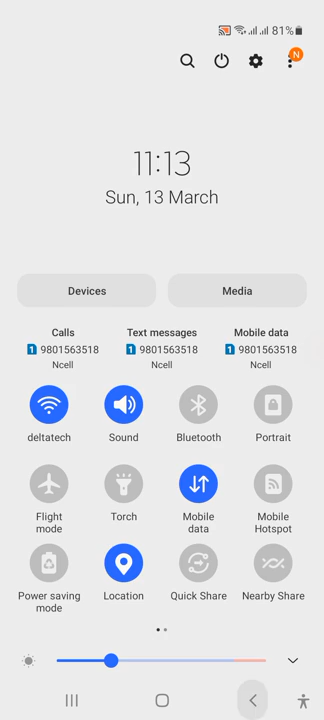 81%
N
11:13
Sun, 13 March
Devices
Media
Calls
Text messages
Mobile data
1 9801563518
1 9801563518
1 9801563518
Ncell
Ncell
Ncell
deltatech
Sound
Bluetooth
Portrait
Flight mode
Torch
Mobile data
Mobile Hotspot
Power saving mode
Location
Quick Share
Nearby Share